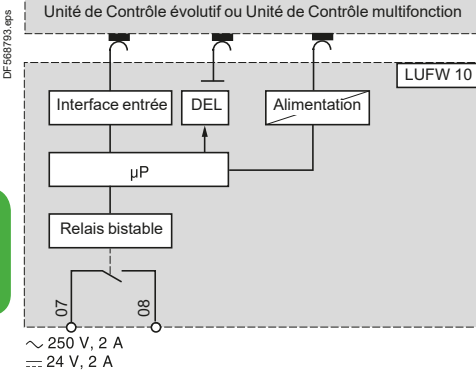 DF568793.eps
Unité de Contrôle évolutif ou Unité de Contrôle multifonction
LUFW 10
Interface entrée
DEL
Alimentation
µP
Relais bistable
07
08
250 V, 2 A
24 V, 2 A